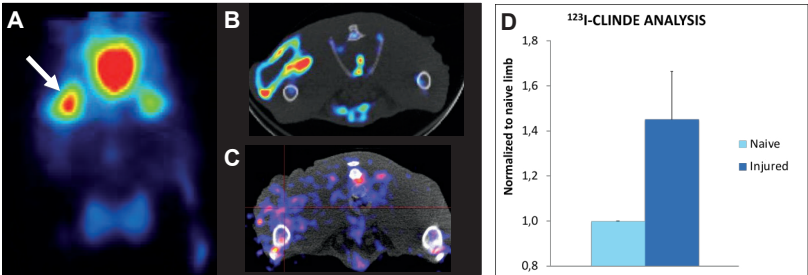 A
B
C
D
¹²³I-CLINDE ANALYSIS
Normalized to naive limb
1,8
1,6
1,4
1,2
1,0
0,8
Naive
Injured